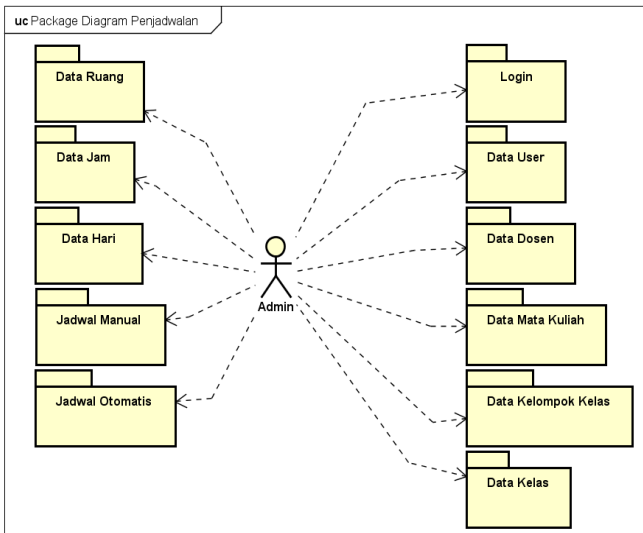 uc Package Diagram Penjadwalan
Data Ruang
Data Jam
Data Hari
Jadwal Manual
Jadwal Otomatis
Admin
Login
Data User
Data Dosen
Data Mata Kuliah
Data Kelompok Kelas
Data Kelas